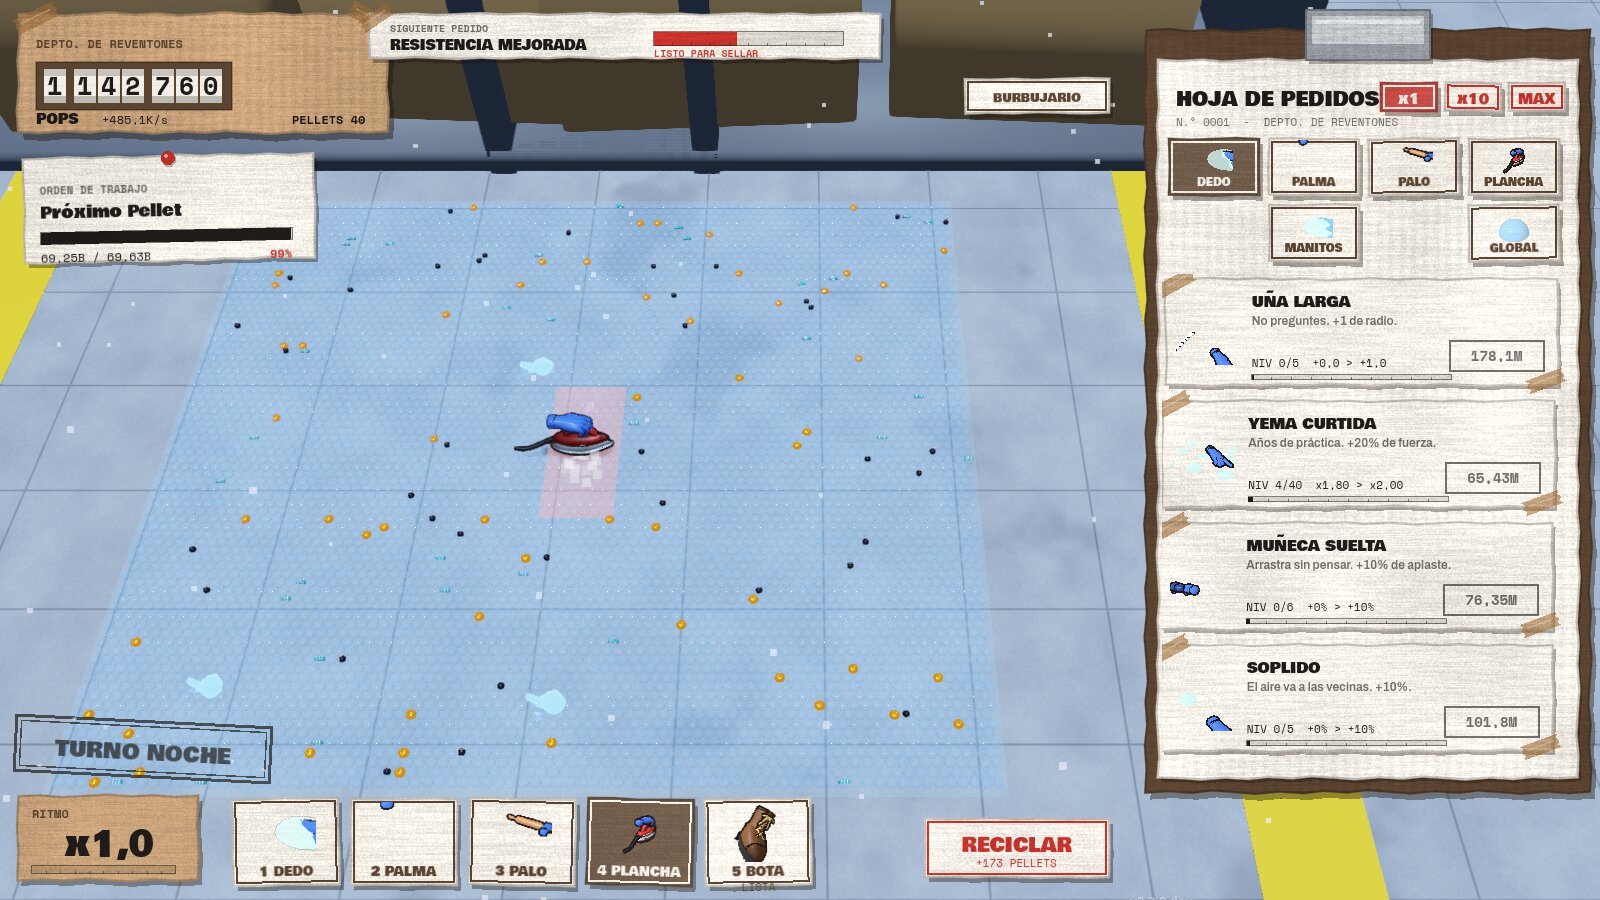 DEPTO. DE REVENTONES
1 142 760
POPS +485,1K/s PELLETS 40
SIGUIENTE PEDIDO
RESISTENCIA MEJORADA
LISTO PARA SELLAR
BURBUJARIO
ORDEN DE TRABAJO
Próximo Pellet
69,25B / 69,63B 99%
HOJA DE PEDIDOS x1 x10 MAX
N.° 0001 - DEPTO. DE REVENTONES
DEDO PALMA PALO PLANCHA
MANITOS GLOBAL
UÑA LARGA
No preguntes. +1 de radio.
NIV 0/5 +0,0 > +1,0 178,1M
YEMA CURTIDA
Años de práctica. +20% de fuerza.
NIV 4/40 x1,80 > x2,00 65,43M
MUÑECA SUELTA
Arrastra sin pensar. +10% de aplaste.
NIV 0/6 +0% > +10% 76,35M
SOPLIDO
El aire va a las vecinas. +10%.
NIV 0/5 +0% > +10% 101,8M
TURNO NOCHE
RITMO
x1,0
1 DEDO 2 PALMA 3 PALO 4 PLANCHA 5 BOTA
LISTA
RECICLAR
+173 PELLETS